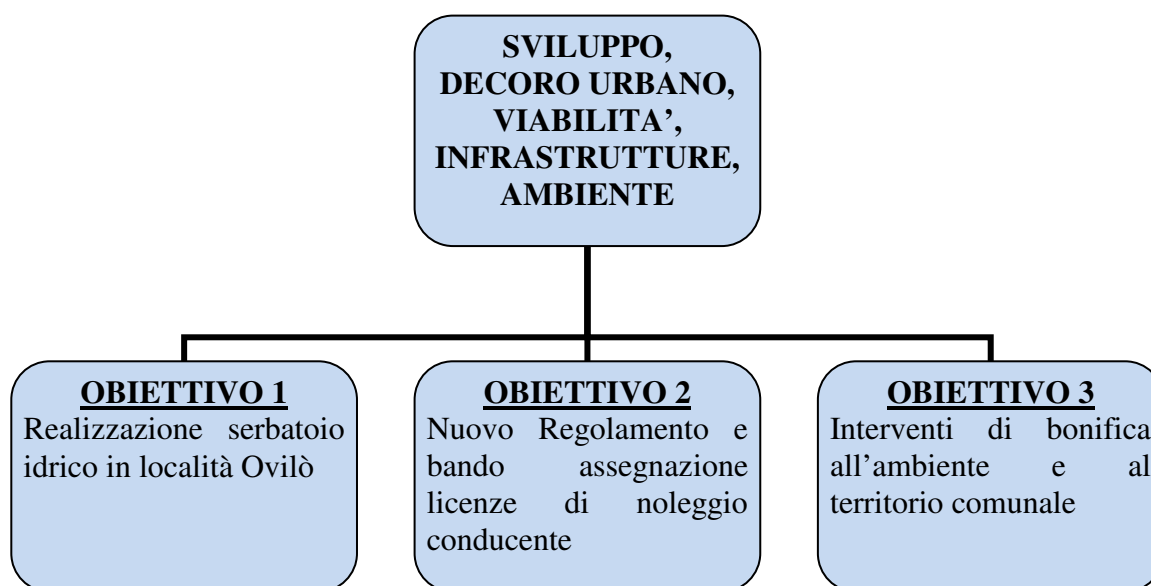 SVILUPPO,
DECORO URBANO,
VIABILITA’,
INFRASTRUTTURE,
AMBIENTE
OBIETTIVO 1
Realizzazione serbatoio
idrico in località Ovilò
OBIETTIVO 2
Nuovo Regolamento e
bando assegnazione
licenze di noleggio
conducente
OBIETTIVO 3
Interventi di bonifica
all’ambiente e al
territorio comunale